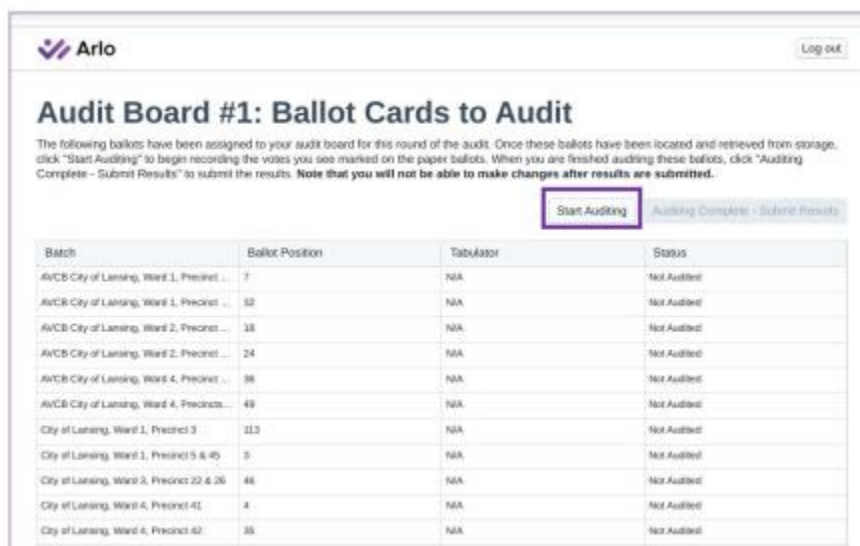 Arlo
Log out
Audit Board #1: Ballot Cards to Audit
The following ballots have been assigned to your audit board for this round of the audit. Once these ballots have been located and retrieved from storage,
click "Start Auditing" to begin recording the votes you see marked on the paper ballots. When you are finished auditing these ballots, click "Auditing
Complete - Submit Results" to submit the results. Note that you will not be able to make changes after results are submitted.
Start Auditing Auditing Complete - Submit Results
Batch Ballot Position Tabulator Status
AVCB City of Lansing, Ward 1, Precinct ... 7 N/A Not Audited
AVCB City of Lansing, Ward 1, Precinct ... N/A Not Audited
AVCB City of Lansing, Ward 2, Precinct ... 18 N/A Not Audited
AVCB City of Lansing, Ward 2, Precinct ... 24 N/A Not Audited
AVCB City of Lansing, Ward 4, Precinct ... N/A Not Audited
AVCB City of Lansing, Ward 4, Precincts... 49 N/A Not Audited
City of Lansing, Ward 1, Precinct 3 113 N/A Not Audited
City of Lansing, Ward 1, Precinct 5 & 45 3 N/A Not Audited
City of Lansing, Ward 3, Precinct 22 & 26 N/A Not Audited
City of Lansing, Ward 4, Precinct 41 4 N/A Not Audited
City of Lansing, Ward 4, Precinct 42 N/A Not Audited